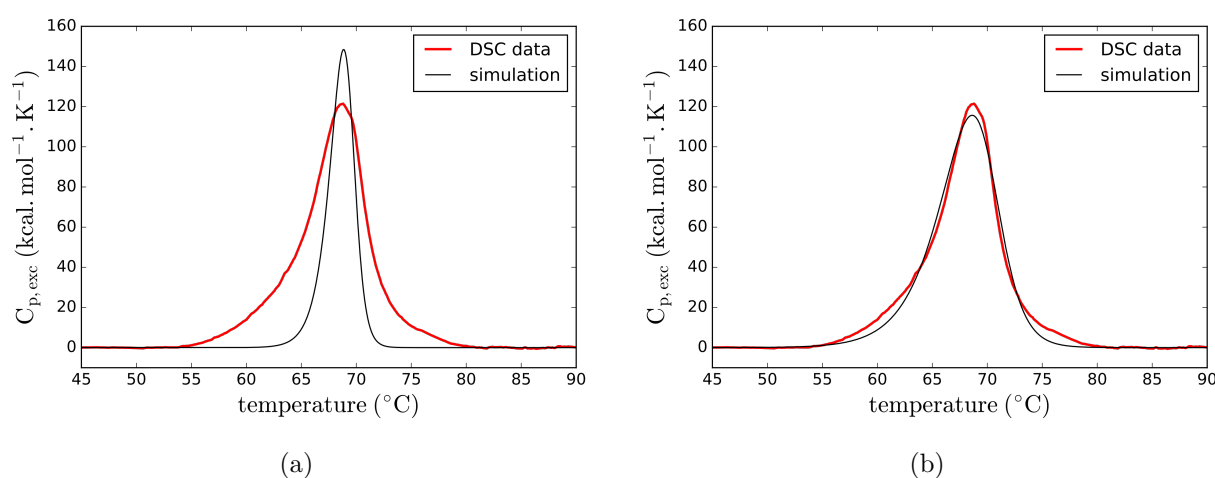 160
140
120
100
80
60
40
20
0
C_{p,exc} (kcal.mol^{-1}.K^{-1})
DSC data
simulation
45 50 55 60 65 70 75 80 85 90
temperature (°C)
(a)
160
140
120
100
80
60
40
20
0
C_{p,exc} (kcal.mol^{-1}.K^{-1})
DSC data
simulation
45 50 55 60 65 70 75 80 85 90
temperature (°C)
(b)